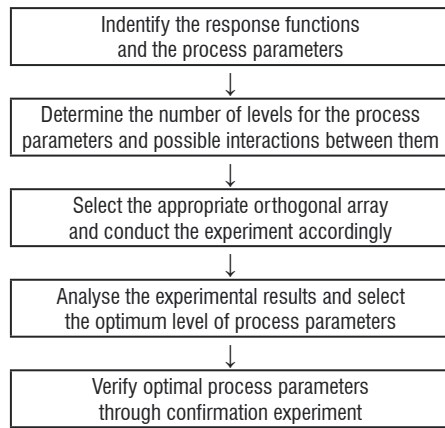 Indentify the response functions
and the process parameters
↓
Determine the number of levels for the process
parameters and possible interactions between them
↓
Select the appropriate orthogonal array
and conduct the experiment accordingly
↓
Analyse the experimental results and select
the optimum level of process parameters
↓
Verify optimal process parameters
through confirmation experiment